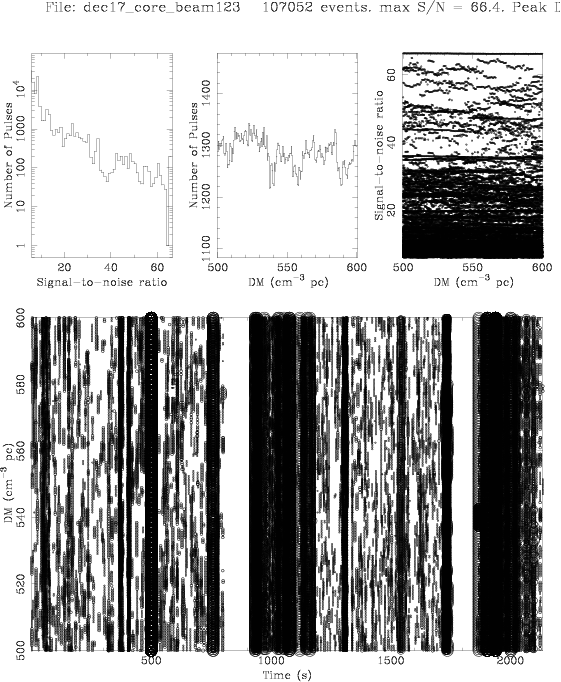 File: dec17_core_beam123 107052 events. max S/N = 66.4. Peak D
Number of Pulses
10⁴
1000
100
10
1
20 40 60
Signal-to-noise ratio
Number of Pulses
1400
1300
1200
1100
500 550 600
DM (cm⁻³ pc)
Signal-to-noise ratio
60
40
20
500 550 600
DM (cm⁻³ pc)
DM (cm⁻³ pc)
600
580
560
540
520
500
500 1000 1500 2000
Time (s)